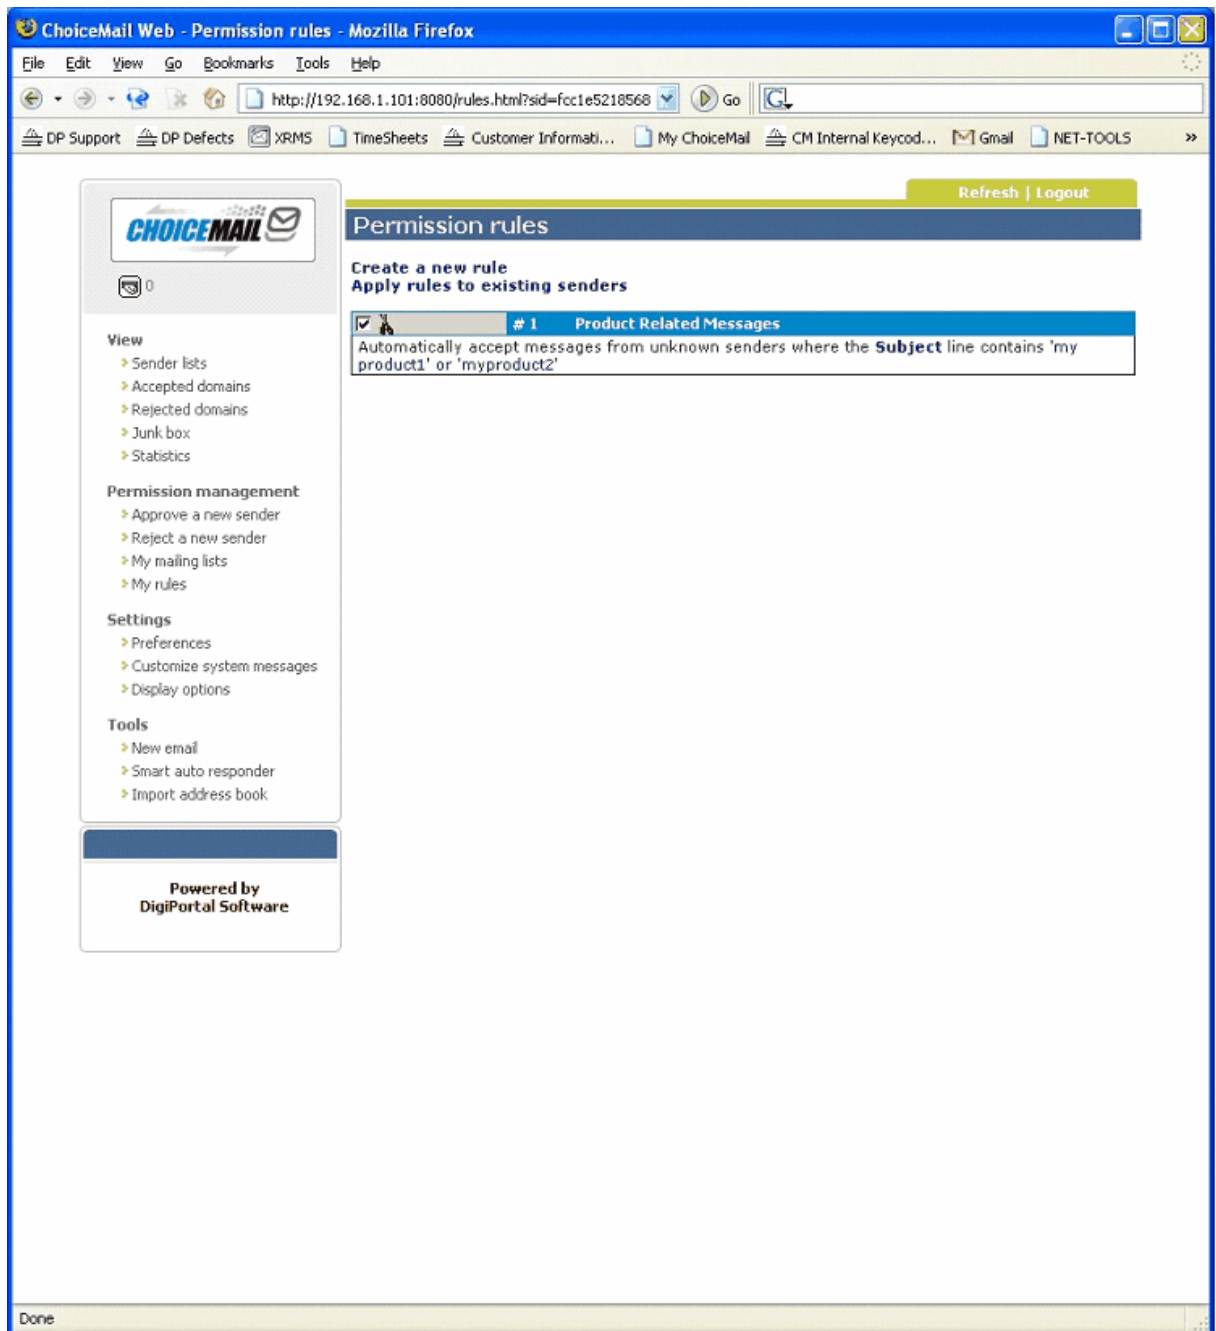 ChoiceMail Web - Permission rules - Mozilla Firefox
File Edit View Go Bookmarks Tools Help
http://192.168.1.101:8080/rules.html?sid=fcc1e5218568 Go G
DP Support DP Defects XRMS TimeSheets Customer Informati... My ChoiceMail CM Internal Keycod... Gmail NET-TOOLS »
Refresh | Logout
CHOICEMAIL
Permission rules
0
Create a new rule
Apply rules to existing senders
# 1 Product Related Messages
Automatically accept messages from unknown senders where the Subject line contains 'my
product1' or 'myproduct2'
View
Sender lists
Accepted domains
Rejected domains
Junk box
Statistics
Permission management
Approve a new sender
Reject a new sender
My mailing lists
My rules
Settings
Preferences
Customize system messages
Display options
Tools
New email
Smart auto responder
Import address book
Powered by
DigiPortal Software
Done